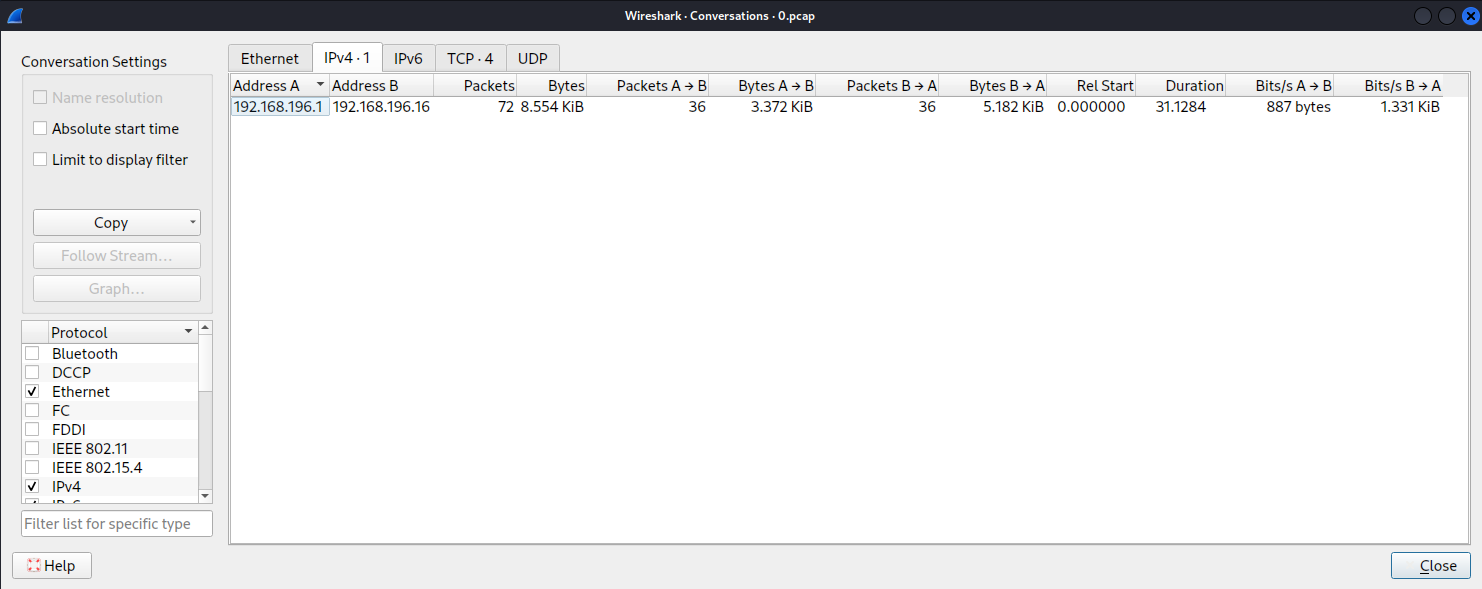 Wireshark · Conversations · 0.pcap
Conversation Settings
Name resolution
Absolute start time
Limit to display filter
Copy
Follow Stream...
Graph...
Protocol
Bluetooth
DCCP
Ethernet
FC
FDDI
IEEE 802.11
IEEE 802.15.4
IPv4
Filter list for specific type
Help
Ethernet IPv4 · 1 IPv6 TCP · 4 UDP
Address A Address B Packets Bytes Packets A → B Bytes A → B Packets B → A Bytes B → A Rel Start Duration Bits/s A → B Bits/s B → A
192.168.196.1 192.168.196.16 72 8.554 KiB 36 3.372 KiB 36 5.182 KiB 0.000000 31.1284 887 bytes 1.331 KiB
Close